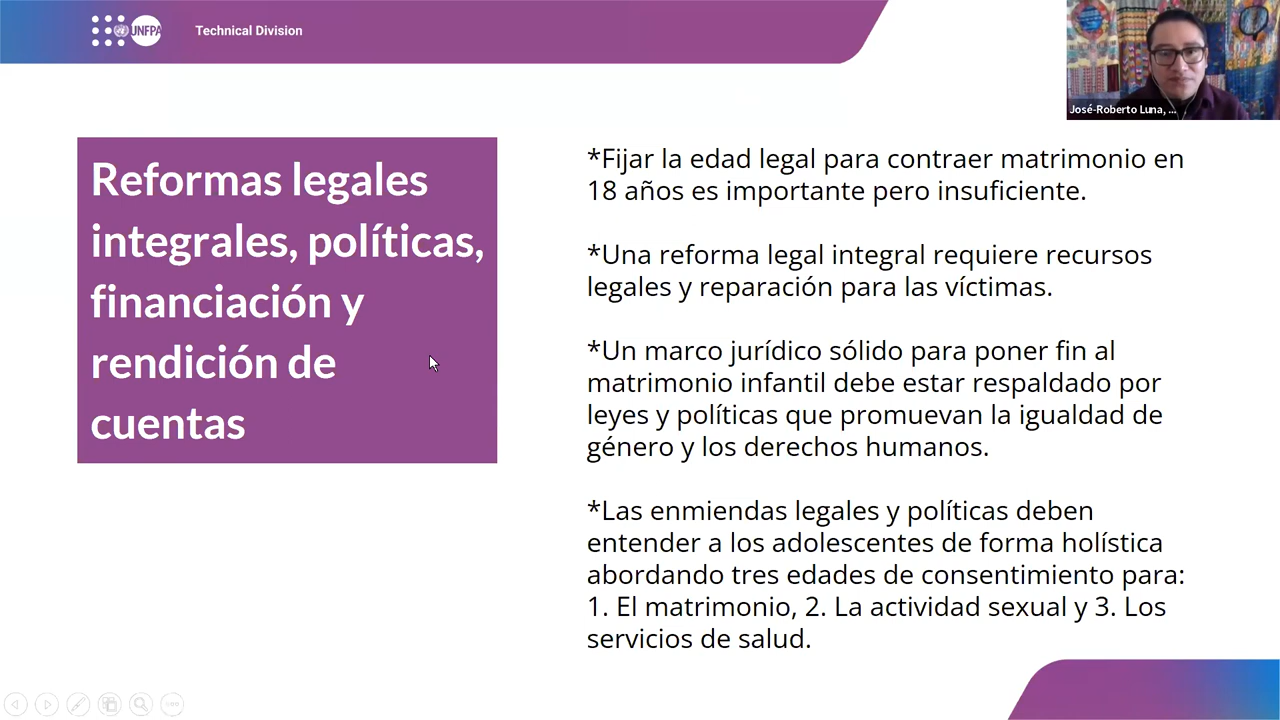 UNFPA
Technical Division
José-Roberto Luna, ...
Reformas legales
integrales, políticas,
financiación y
rendición de
cuentas
*Fijar la edad legal para contraer matrimonio en
18 años es importante pero insuficiente.
*Una reforma legal integral requiere recursos
legales y reparación para las víctimas.
*Un marco jurídico sólido para poner fin al
matrimonio infantil debe estar respaldado por
leyes y políticas que promuevan la igualdad de
género y los derechos humanos.
*Las enmiendas legales y políticas deben
entender a los adolescentes de forma holística
abordando tres edades de consentimiento para:
1. El matrimonio, 2. La actividad sexual y 3. Los
servicios de salud.